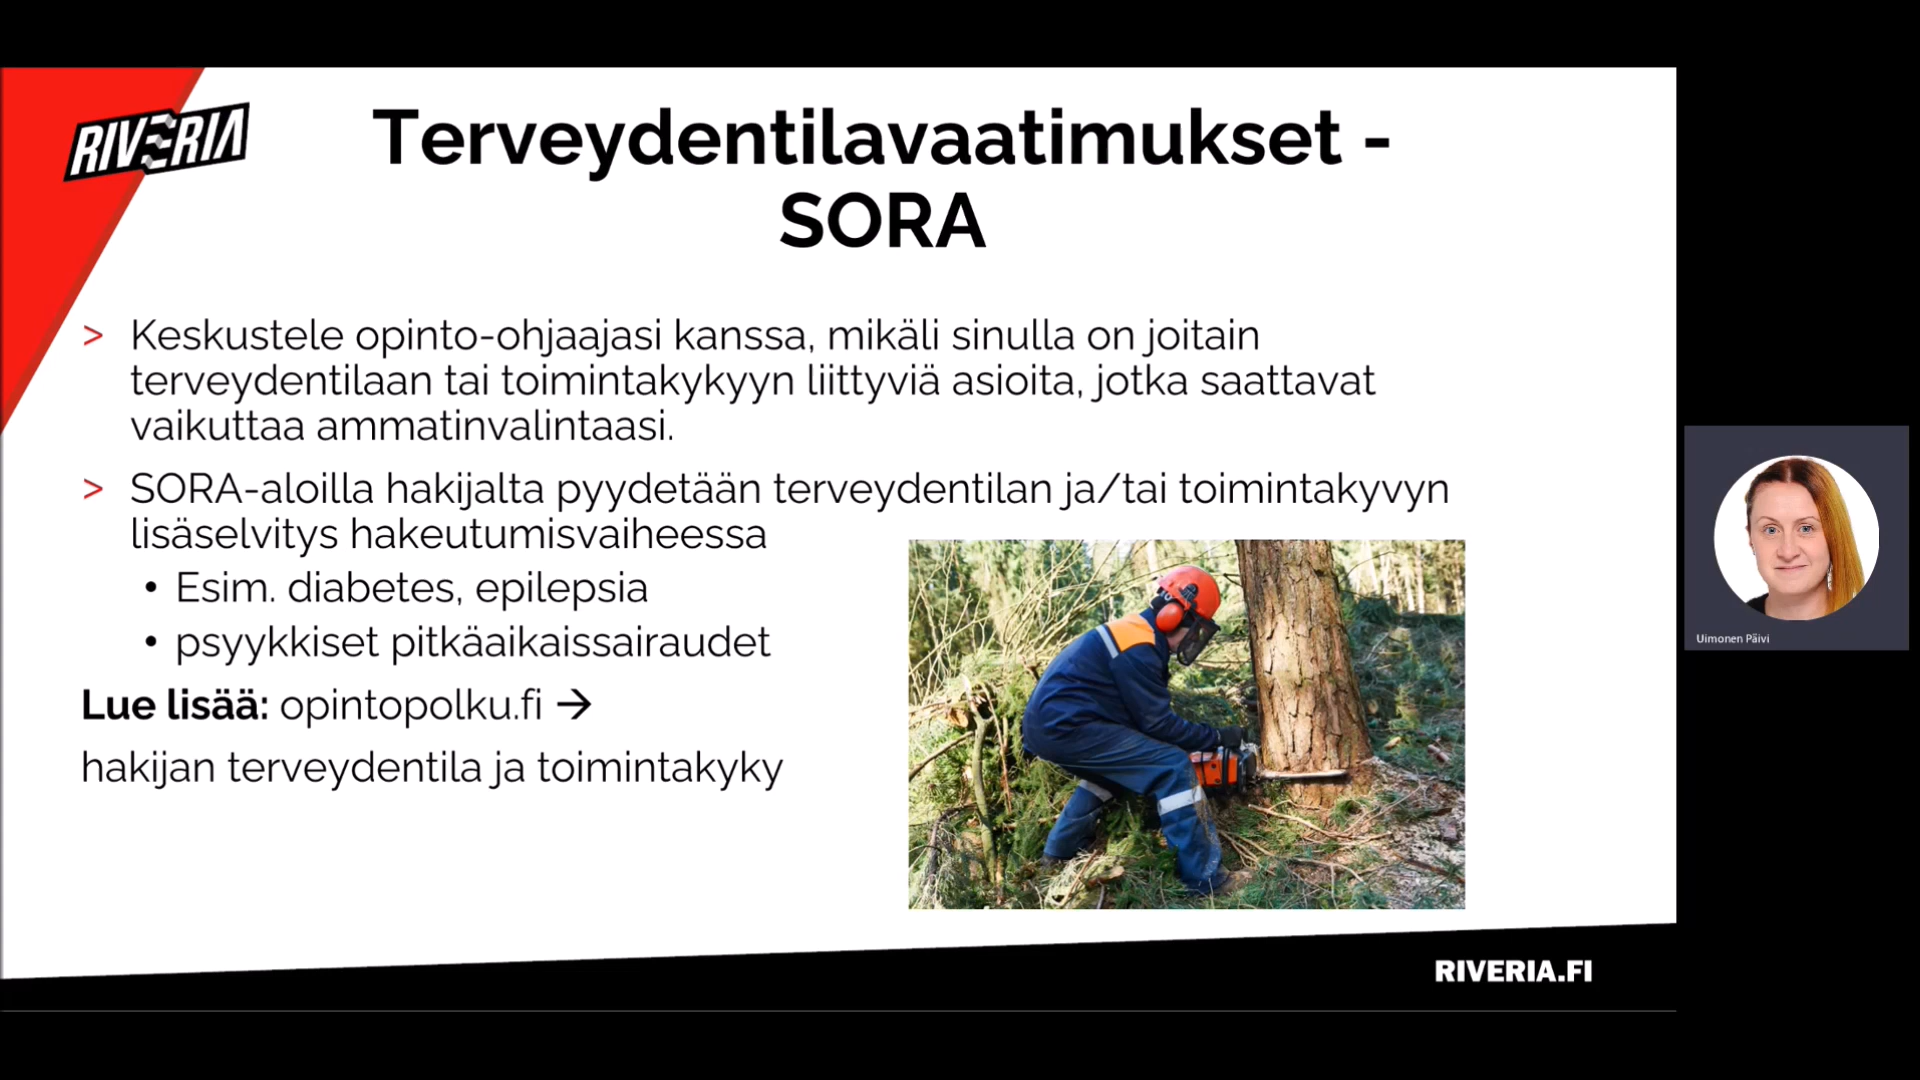 RIVERIA
Terveydentilavaatimukset -
SORA
> Keskustele opinto-ohjaajasi kanssa, mikäli sinulla on joitain
terveydentilaan tai toimintakykyyn liittyviä asioita, jotka saattavat
vaikuttaa ammatinvalintaasi.
> SORA-aloilla hakijalta pyydetään terveydentilan ja/tai toimintakyvyn
lisäselvitys hakeutumisvaiheessa
• Esim. diabetes, epilepsia
• psyykkiset pitkäaikaissairaudet
Lue lisää: opintopolku.fi →
hakijan terveydentila ja toimintakyky
Uimonen Päivi
RIVERIA.FI